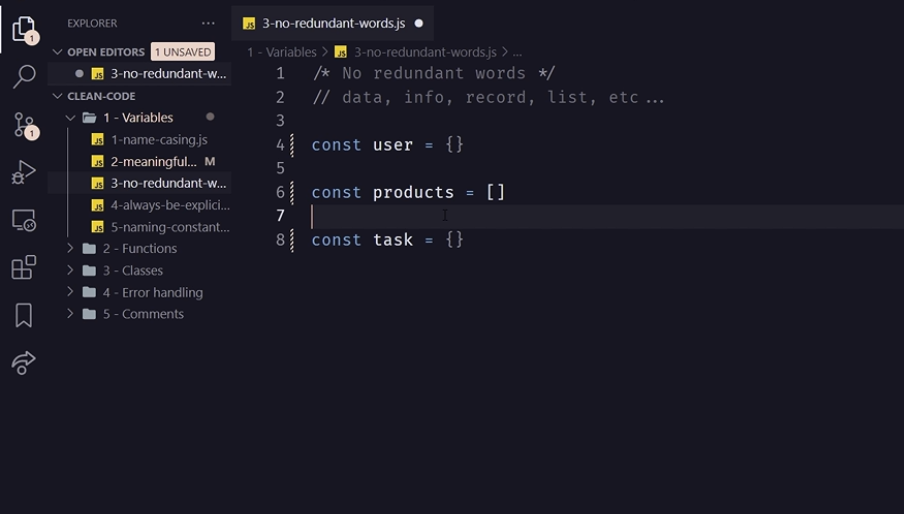 EXPLORER
...
JS 3-no-redundant-words.js
OPEN EDITORS 1 UNSAVED
JS 3-no-redundant-w...
CLEAN-CODE
1 - Variables
JS 1-name-casing.js
JS 2-meaningful... M
JS 3-no-redundant-w...
JS 4-always-be-explici...
JS 5-naming-constant...
2 - Functions
3 - Classes
4 - Error handling
5 - Comments
1
1
1 - Variables > JS 3-no-redundant-words.js > ...
1 /* No redundant words */
2 // data, info, record, list, etc...
3
4 const user = {}
5
6 const products = []
7
8 const task = {}